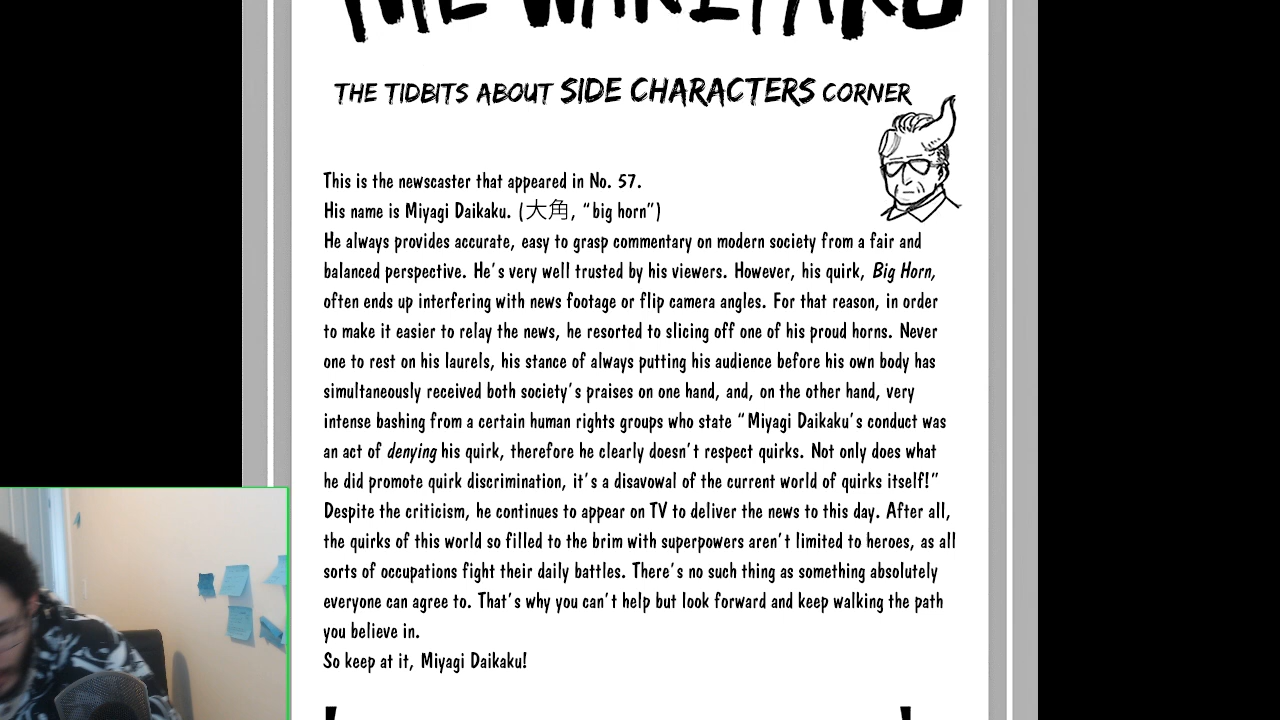 THE TIDBITS ABOUT SIDE CHARACTERS CORNER
This is the newscaster that appeared in No. 57.
His name is Miyagi Daikaku. (大角, “big horn”)
He always provides accurate, easy to grasp commentary on modern society from a fair and
balanced perspective. He's very well trusted by his viewers. However, his quirk, Big Horn,
often ends up interfering with news footage or flip camera angles. For that reason, in order
to make it easier to relay the news, he resorted to slicing off one of his proud horns. Never
one to rest on his laurels, his stance of always putting his audience before his own body has
simultaneously received both society's praises on one hand, and, on the other hand, very
intense bashing from a certain human rights groups who state “Miyagi Daikaku's conduct was
an act of denying his quirk, therefore he clearly doesn't respect quirks. Not only does what
he did promote quirk discrimination, it's a disavowal of the current world of quirks itself!”
Despite the criticism, he continues to appear on TV to deliver the news to this day. After all,
the quirks of this world so filled to the brim with superpowers aren't limited to heroes, as all
sorts of occupations fight their daily battles. There's no such thing as something absolutely
everyone can agree to. That's why you can't help but look forward and keep walking the path
you believe in.
So keep at it, Miyagi Daikaku!